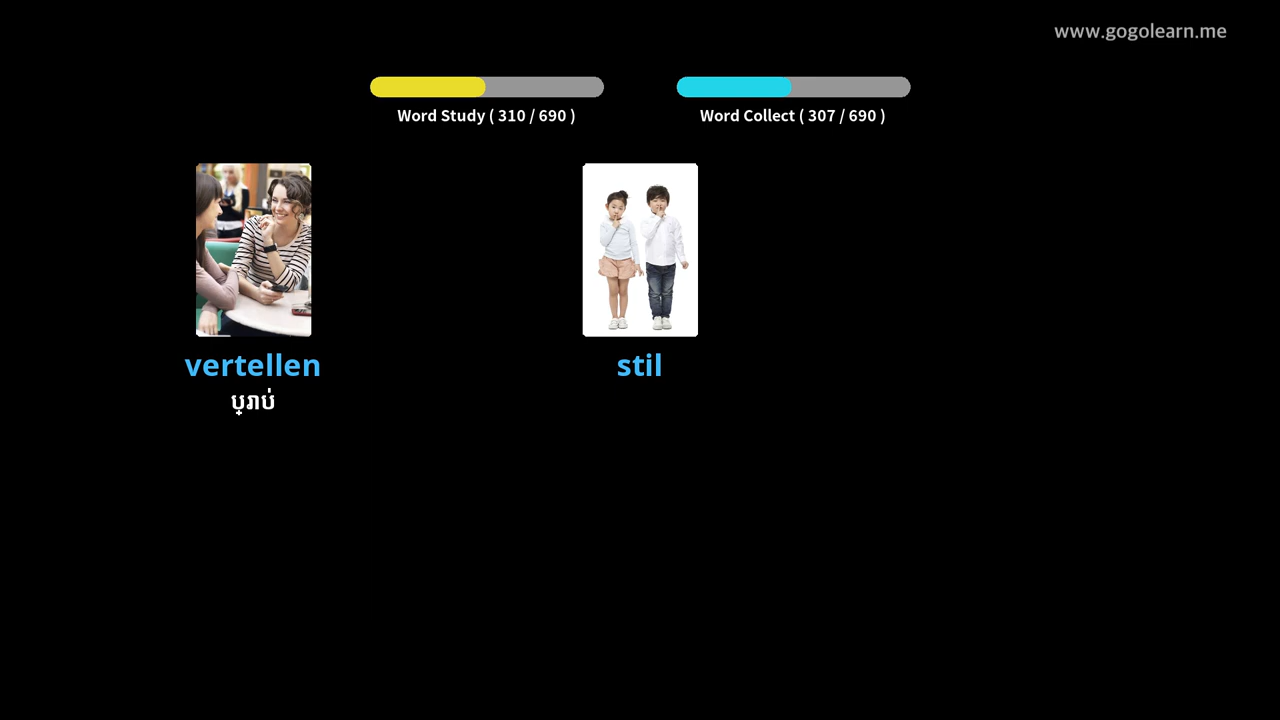 www.gogolearn.me
Word Study ( 310 / 690 )
Word Collect ( 307 / 690 )
vertellen
ប្រាប់
stil